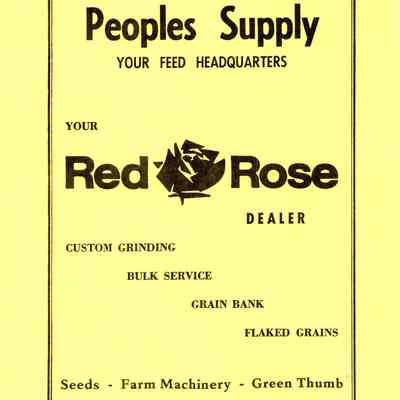 Peoples Supply
YOUR FEED HEADQUARTERS
YOUR
Red Rose
DEALER
CUSTOM GRINDING
BULK SERVICE
GRAIN BANK
FLAKED GRAINS
Seeds - Farm Machinery - Green Thumb